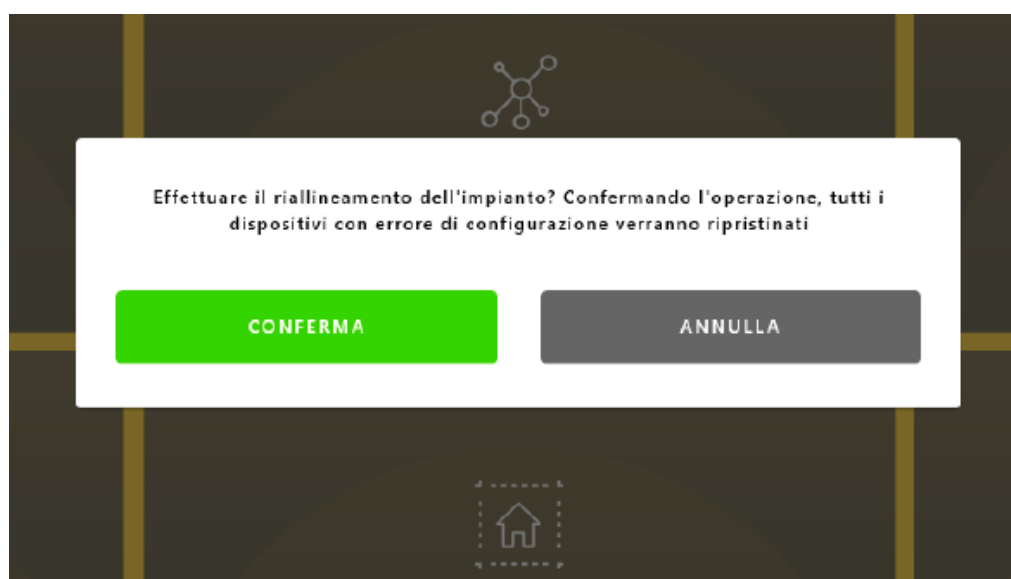 Effettuare il riallineamento dell'impianto? Confermando l'operazione, tutti i
dispositivi con errore di configurazione verranno ripristinati
CONFERMA
ANNULLA